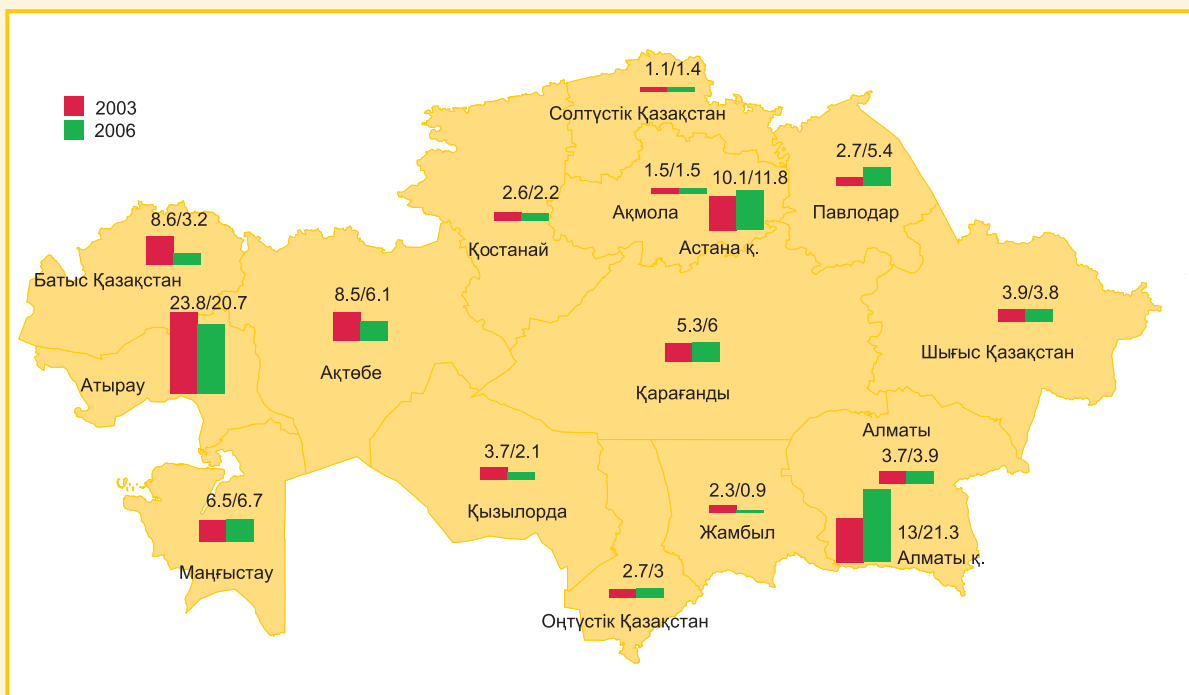 2003
2006
1.1/1.4
Солтүстік Қазақстан
2.7/5.4
Павлодар
1.5/1.5
Ақмола
10.1/11.8
Астана қ.
2.6/2.2
Қостанай
8.6/3.2
Батыс Қазақстан
23.8/20.7
Атырау
8.5/6.1
Ақтөбе
5.3/6
Қарағанды
3.9/3.8
Шығыс Қазақстан
Алматы
3.7/3.9
13/21.3
Алматы қ.
3.7/2.1
Қызылорда
2.3/0.9
Жамбыл
6.5/6.7
Маңғыстау
2.7/3
Оңтүстік Қазақстан